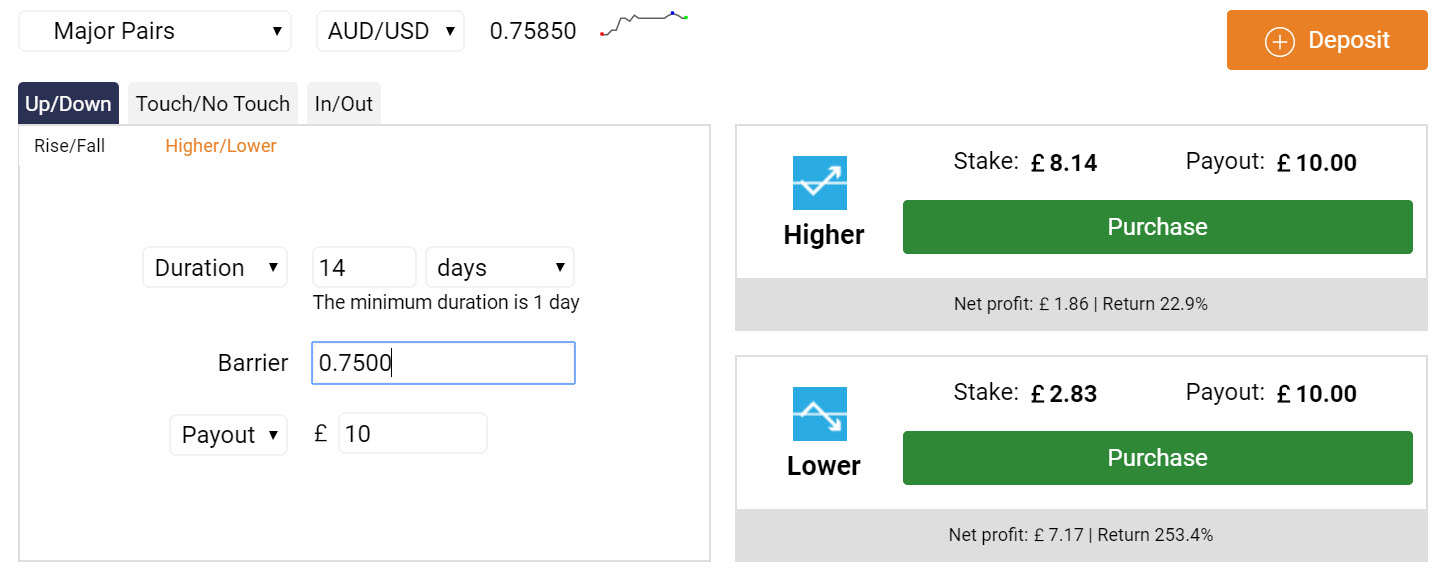 Major Pairs ▼ AUD/USD ▼ 0.75850
Deposit
Up/Down Touch/No Touch In/Out
Rise/Fall Higher/Lower
Duration ▼ 14 days ▼
The minimum duration is 1 day
Barrier 0.7500
Payout ▼ £ 10
Stake: £ 8.14 Payout: £ 10.00
Higher
Purchase
Net profit: £ 1.86 | Return 22.9%
Stake: £ 2.83 Payout: £ 10.00
Lower
Purchase
Net profit: £ 7.17 | Return 253.4%